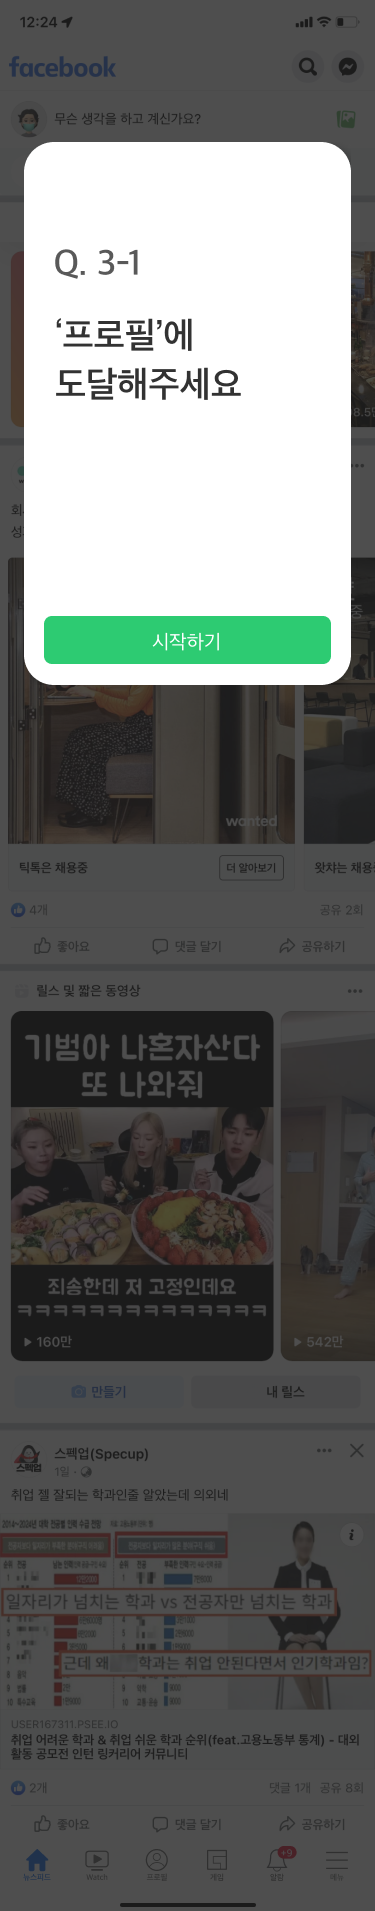 12:24
facebook
무슨 생각을 하고 계신가요?
Q. 3-1
‘프로필’에
도달해주세요
시작하기
wanted
틱톡은 채용중
더 알아보기
왓챠는 채용
4개
공유 2회
좋아요
댓글 달기
공유하기
릴스 및 짧은 동영상
기범아 나혼자산다
또 나와줘
죄송한데 저 고정인데요
ㅋㅋㅋㅋㅋㅋㅋㅋㅋㅋㅋㅋㅋㅋㅋ
160만
542만
만들기
내 릴스
스펙업
스펙업(Specup)
1일
취업 젤 잘되는 학과인줄 알았는데 의외네
일자리가 넘치는 학과 vs 전공자만 넘치는 학과
근데 왜 학과는 취업 안된다면서 인기학과임?
USER167311.PSEE.IO
취업 어려운 학과 & 취업 쉬운 학과 순위(feat.고용노동부 통계) - 대외
활동 공모전 인턴 링커리어 커뮤니티
2개
댓글 1개 공유 8회
좋아요
댓글 달기
공유하기
+9
뉴스피드
Watch
프로필
게임
알림
메뉴